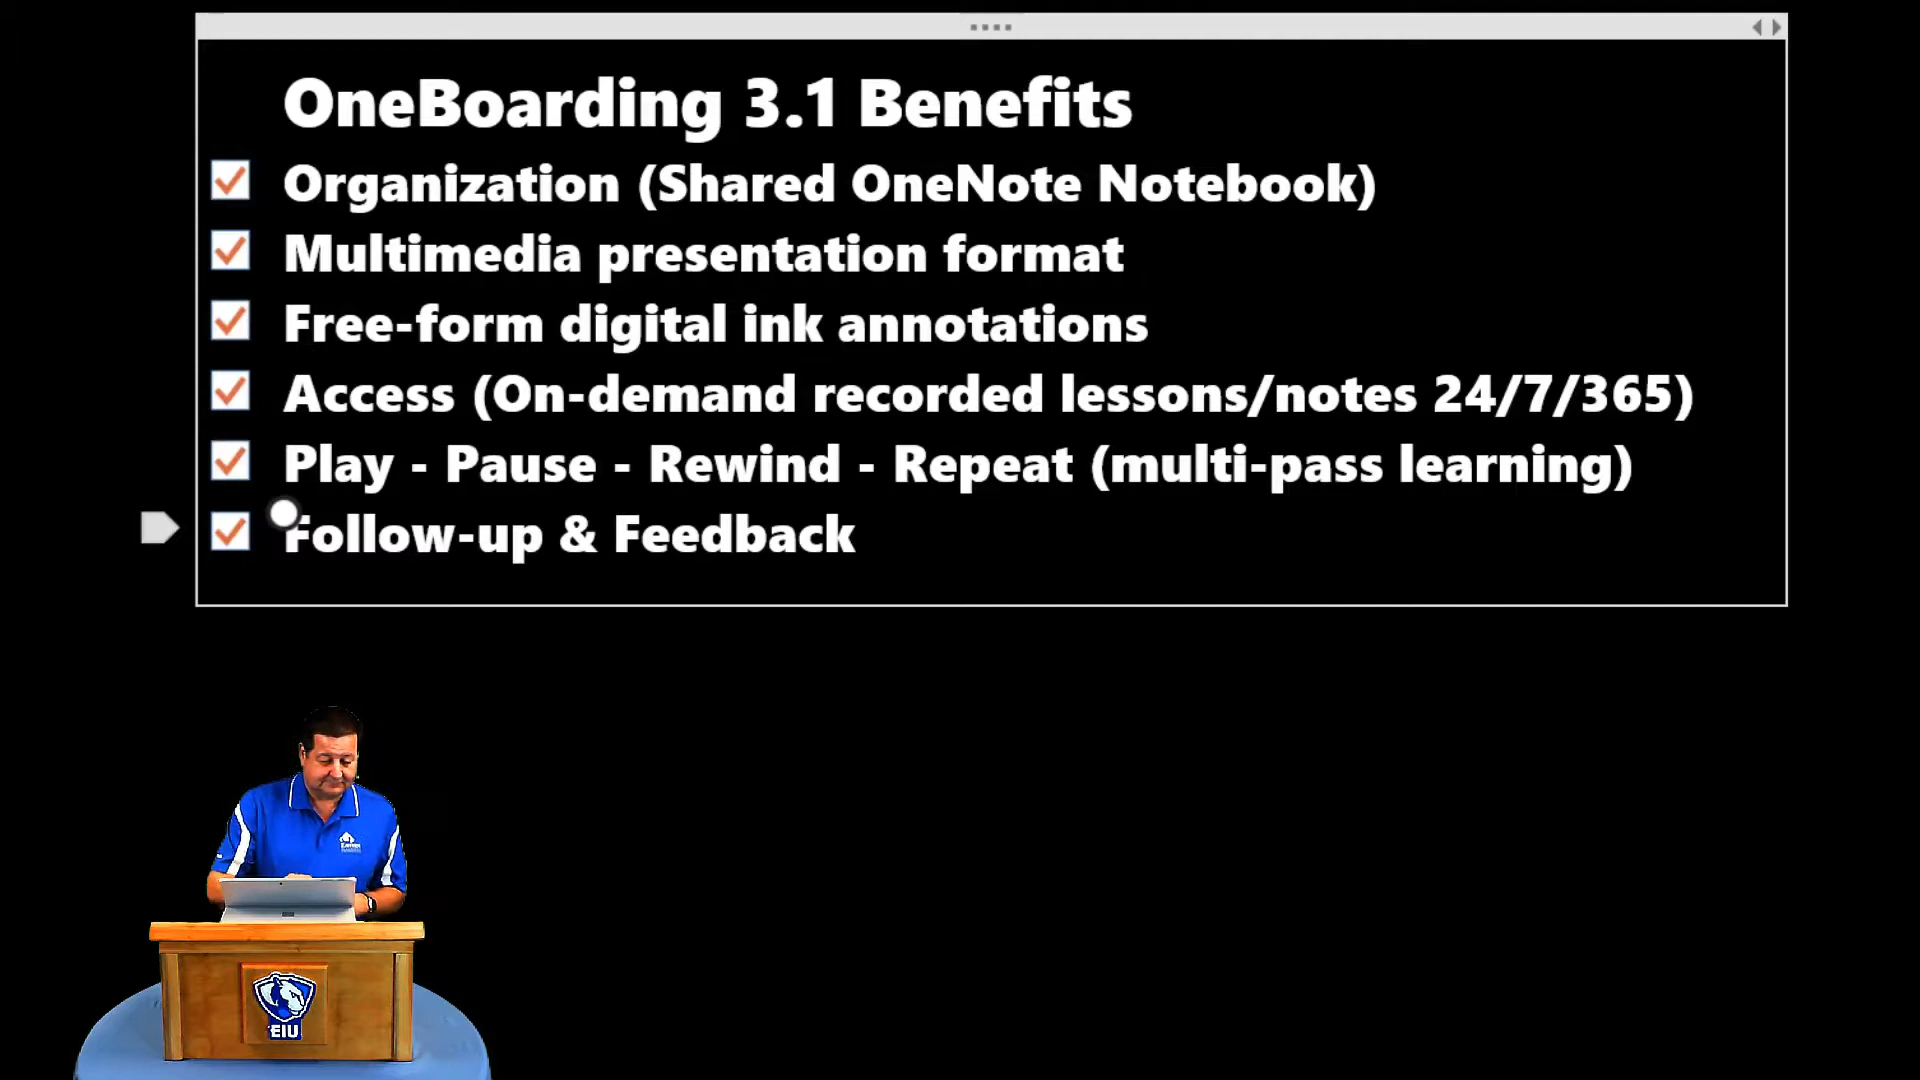 OneBoarding 3.1 Benefits
Organization (Shared OneNote Notebook)
Multimedia presentation format
Free-form digital ink annotations
Access (On-demand recorded lessons/notes 24/7/365)
Play - Pause - Rewind - Repeat (multi-pass learning)
Follow-up & Feedback
EIU